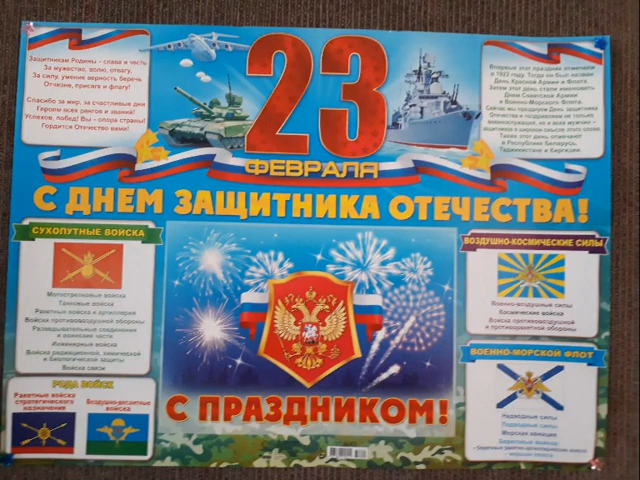 Защитникам Родины - слава и честь
За мужество, волю, отвагу,
За силу, умение верность беречь
Отчизне, присяге и флагу!
Спасибо за мир, за счастливые дни
Героям всех рангов и званий!
Успехов, побед! Вы - опора страны!
Гордится Отечество вами!
23
ФЕВРАЛЯ
Впервые этот праздник отмечали
в 1922 году. Тогда он был назван
День Красной Армии и Флота.
Затем этот день стали именовать
Днем Советской Армии
и Военно-Морского Флота.
Сейчас мы празднуем День защитника
Отечества и поздравляем не только
военнослужащих, но и всех мужчин -
защитников в широком смысле этого слова.
Также этот день отмечают
в Республике Беларусь,
Таджикистане и Киргизии.
С ДНЕМ ЗАЩИТНИКА ОТЕЧЕСТВА!
СУХОПУТНЫЕ ВОЙСКА
Мотострелковые войска
Танковые войска
Ракетные войска и артиллерия
Войска противовоздушной обороны
Разведывательные соединения
и воинские части
Инженерные войска
Войска радиационной, химической
и биологической защиты
Войска связи
РОДА ВОЙСК
Ракетные войска
стратегического
назначения
Воздушно-десантные
войска
С ПРАЗДНИКОМ!
ВОЗДУШНО-КОСМИЧЕСКИЕ СИЛЫ
Военно-воздушные силы
Космические войска
Войска противовоздушной
и противоракетной обороны
ВОЕННО-МОРСКОЙ ФЛОТ
Надводные силы
Подводные силы
Морская авиация
Береговые войска:
- береговые ракетно-артиллерийские войска
- морская пехота